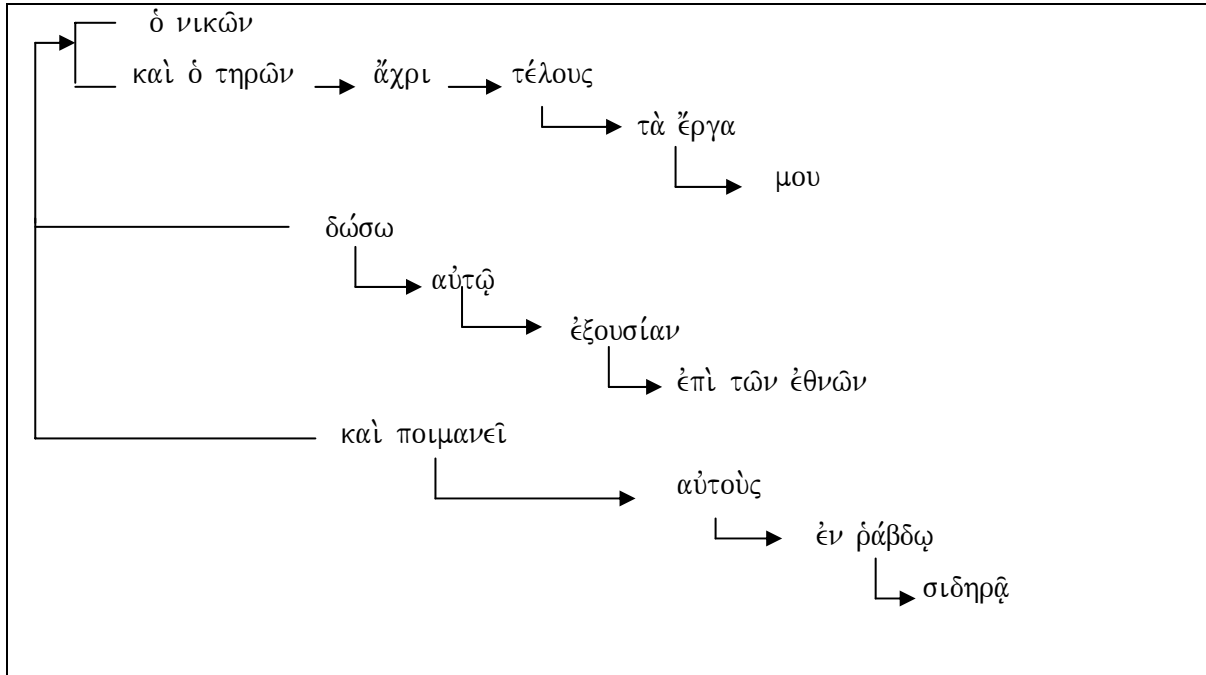 ὁ νικῶν
καὶ ὁ τηρῶν ἄχρι τέλους
τὰ ἔργα
μου
δώσω
αὐτῷ
ἐξουσίαν
ἐπὶ τῶν ἐθνῶν
καὶ ποιμανεῖ
αὐτοὺς
ἐν ῥάβδῳ
σιδηρᾷ